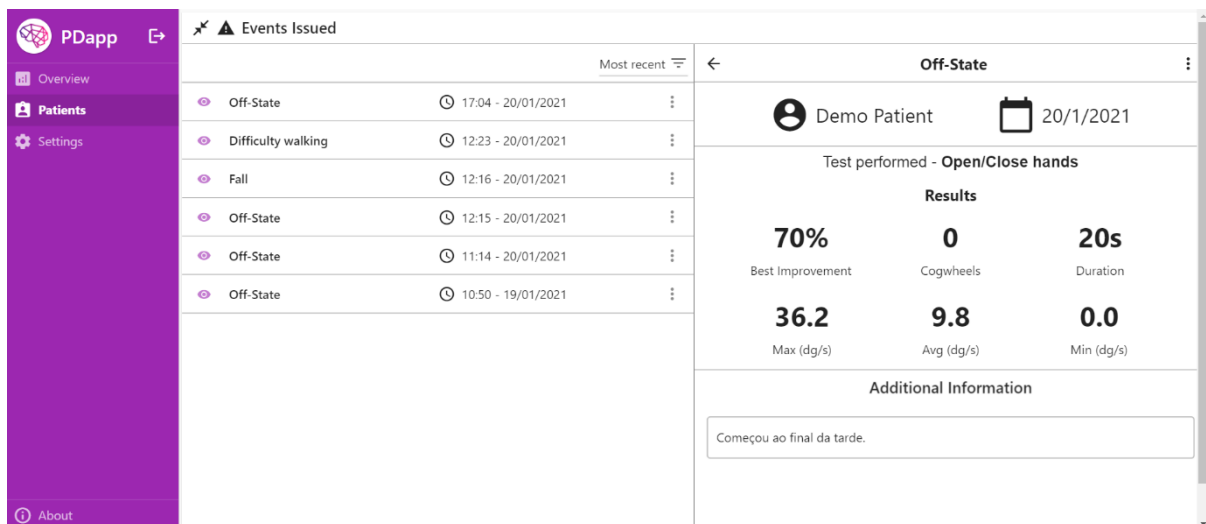 PDapp
Overview
Patients
Settings
About
Events Issued
Most recent
Off-State 17:04 - 20/01/2021
Difficulty walking 12:23 - 20/01/2021
Fall 12:16 - 20/01/2021
Off-State 12:15 - 20/01/2021
Off-State 11:14 - 20/01/2021
Off-State 10:50 - 19/01/2021
Off-State
Demo Patient 20/1/2021
Test performed - Open/Close hands
Results
70% 0 20s
Best Improvement Cogwheels Duration
36.2 9.8 0.0
Max (dg/s) Avg (dg/s) Min (dg/s)
Additional Information
Começou ao final da tarde.